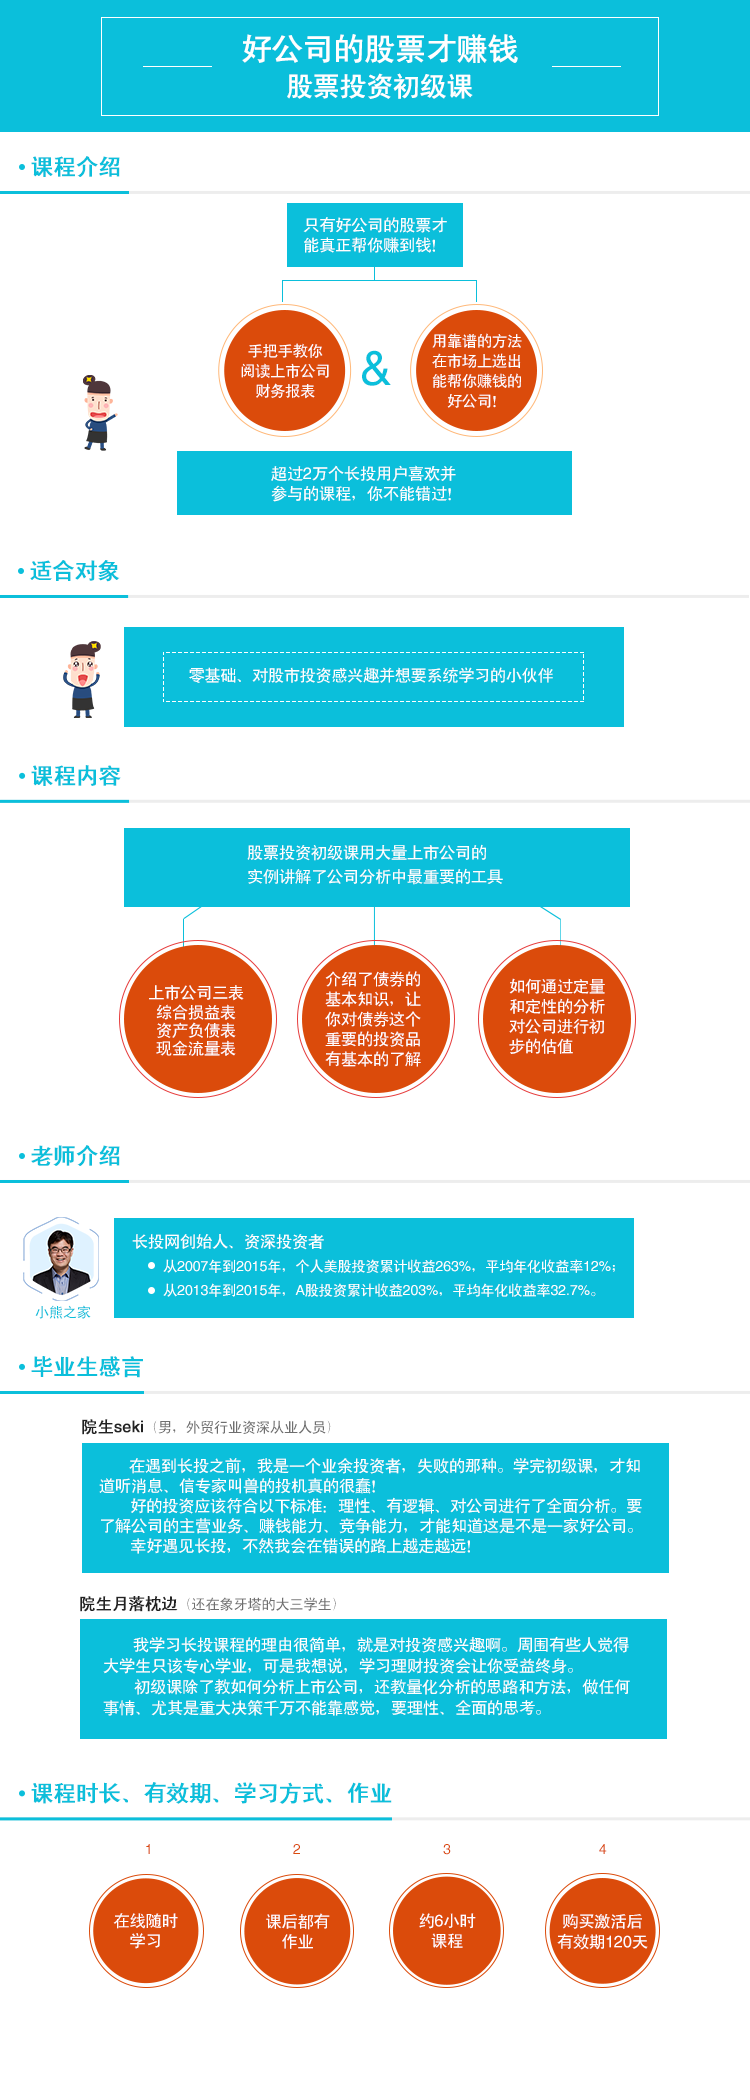 好公司的股票才赚钱
股票投资初级课
•课程介绍
只有好公司的股票才
能真正帮你赚到钱!
手把手教你
阅读上市公司
财务报表
&
用靠谱的方法
在市场上选出
能帮你赚钱的
好公司!
超过2万个长投用户喜欢并
参与的课程，你不能错过!
•适合对象
零基础、对股市投资感兴趣并想要系统学习的小伙伴
•课程内容
股票投资初级课用大量上市公司的
实例讲解了公司分析中最重要的工具
上市公司三表
综合损益表
资产负债表
现金流量表
介绍了债券的
基本知识，让
你对债券这个
重要的投资品
有基本的了解
如何通过定量
和定性的分析
对公司进行初
步的估值
•老师介绍
小熊之家
长投网创始人、资深投资者
● 从2007年到2015年，个人美股投资累计收益263%，平均年化收益率12%；
● 从2013年到2015年，A股投资累计收益203%，平均年化收益率32.7%。
•毕业生感言
院生seki（男，外贸行业资深从业人员）
在遇到长投之前，我是一个业余投资者，失败的那种。学完初级课，才知
道听消息、信专家叫兽的投机真的很蠢!
好的投资应该符合以下标准：理性、有逻辑、对公司进行了全面分析。要
了解公司的主营业务、赚钱能力、竞争能力，才能知道这是不是一家好公司。
幸好遇见长投，不然我会在错误的路上越走越远!
院生月落枕边（还在象牙塔的大三学生）
我学习长投课程的理由很简单，就是对投资感兴趣啊。周围有些人觉得
大学生只该专心学业，可是我想说，学习理财投资会让你受益终身。
初级课除了教如何分析上市公司，还教量化分析的思路和方法，做任何
事情、尤其是重大决策千万不能靠感觉，要理性、全面的思考。
•课程时长、有效期、学习方式、作业
1
在线随时
学习
2
课后都有
作业
3
约6小时
课程
4
购买激活后
有效期120天